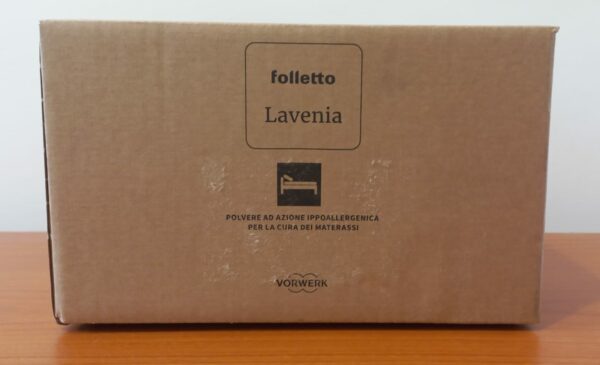 folletto
Lavenia
POLVERE AD AZIONE IPPOALLERGENICA
PER LA CURA DEI MATERASSI
VORWERK